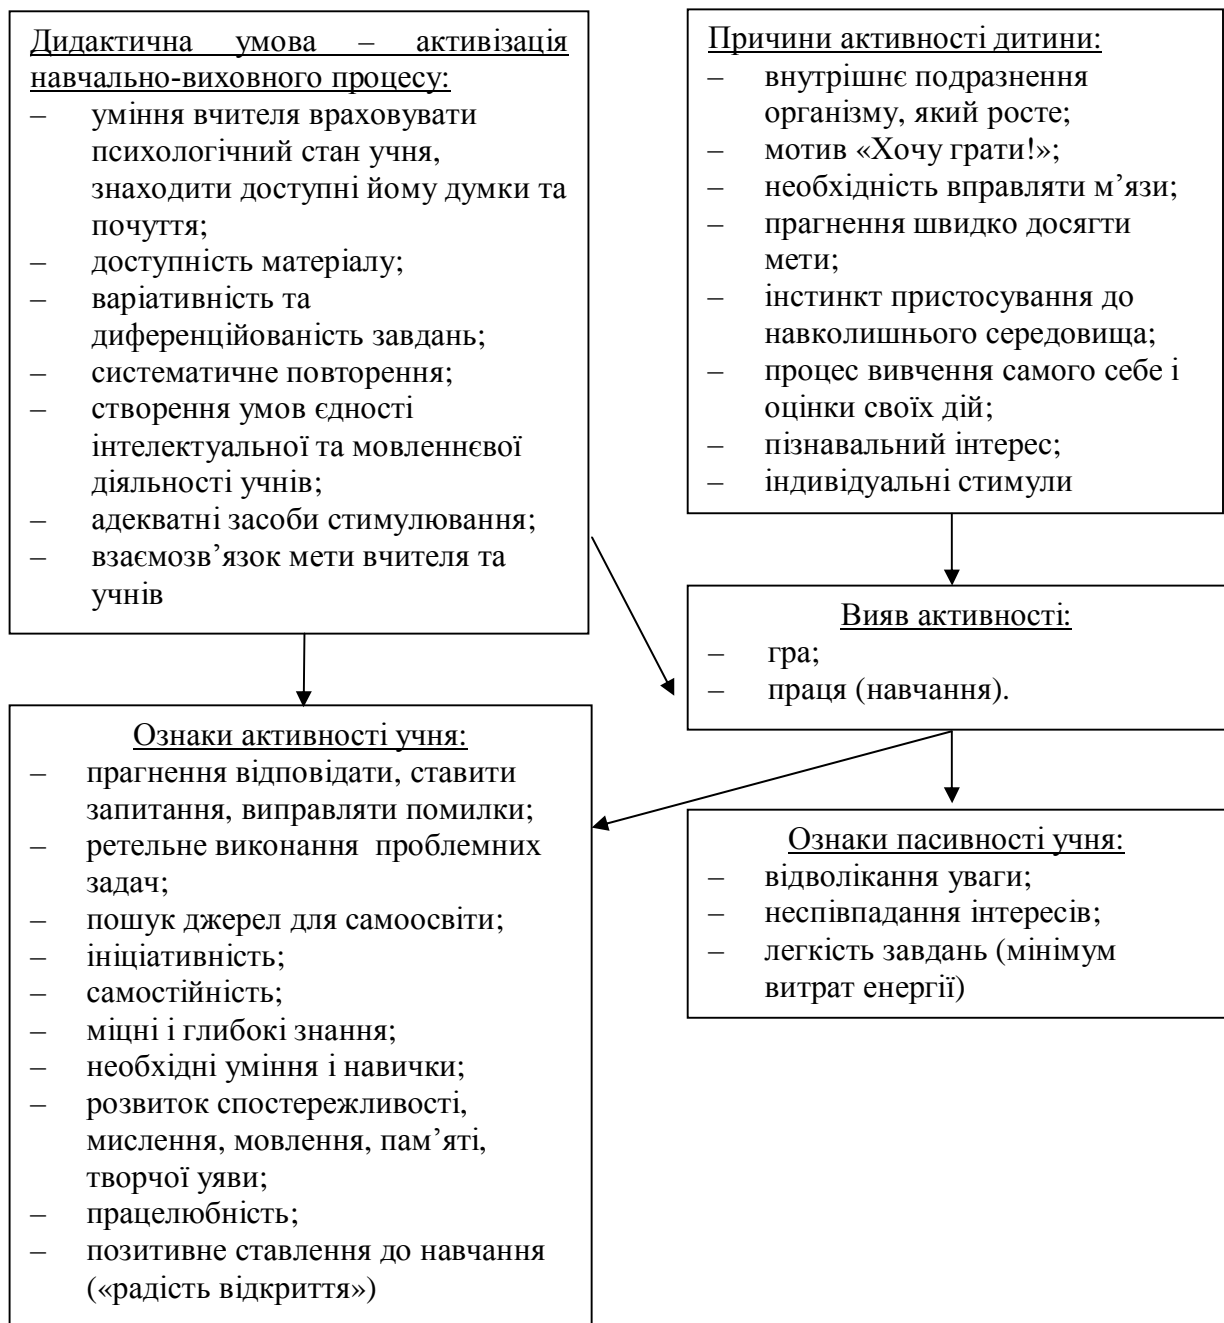 Дидактична умова – активізація
навчально-виховного процесу:
– уміння вчителя враховувати
психологічний стан учня,
знаходити доступні йому думки та
почуття;
– доступність матеріалу;
– варіативність та
диференційованість завдань;
– систематичне повторення;
– створення умов єдності
інтелектуальної та мовленнєвої
діяльності учнів;
– адекватні засоби стимулювання;
– взаємозв’язок мети вчителя та
учнів
Причини активності дитини:
– внутрішнє подразнення
організму, який росте;
– мотив «Хочу грати!»;
– необхідність вправляти м’язи;
– прагнення швидко досягти
мети;
– інстинкт пристосування до
навколишнього середовища;
– процес вивчення самого себе і
оцінки своїх дій;
– пізнавальний інтерес;
– індивідуальні стимули
Вияв активності:
– гра;
– праця (навчання).
Ознаки активності учня:
– прагнення відповідати, ставити
запитання, виправляти помилки;
– ретельне виконання проблемних
задач;
– пошук джерел для самоосвіти;
– ініціативність;
– самостійність;
– міцні і глибокі знання;
– необхідні уміння і навички;
– розвиток спостережливості,
мислення, мовлення, пам’яті,
творчої уяви;
– працелюбність;
– позитивне ставлення до навчання
(«радість відкриття»)
Ознаки пасивності учня:
– відволікання уваги;
– неспівпадання інтересів;
– легкість завдань (мінімум
витрат енергії)